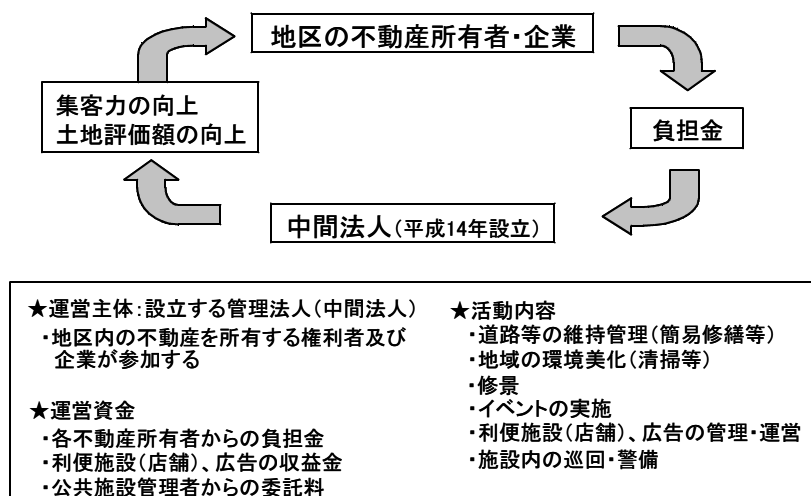 地区の不動産所有者・企業
集客力の向上
土地評価額の向上
負担金
中間法人(平成14年設立)
★運営主体:設立する管理法人(中間法人)
・地区内の不動産を所有する権利者及び
企業が参加する
★運営資金
・各不動産所有者からの負担金
・利便施設(店舗)、広告の収益金
・公共施設管理者からの委託料
★活動内容
・道路等の維持管理(簡易修繕等)
・地域の環境美化(清掃等)
・修景
・イベントの実施
・利便施設(店舗)、広告の管理・運営
・施設内の巡回・警備